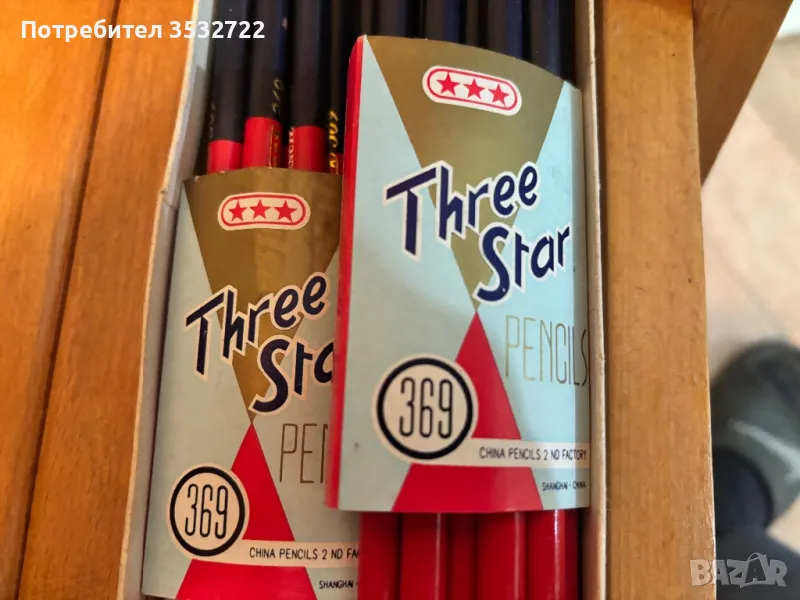 Потребител 3532722
Three
Star
PENCILS
369
CHINA PENCILS 2 ND FACTORY
SHANGHAI - CHINA
Three
Star
PEN
369
CHINA PENCILS 2 ND FA
SHANGHAI -
BAZAR